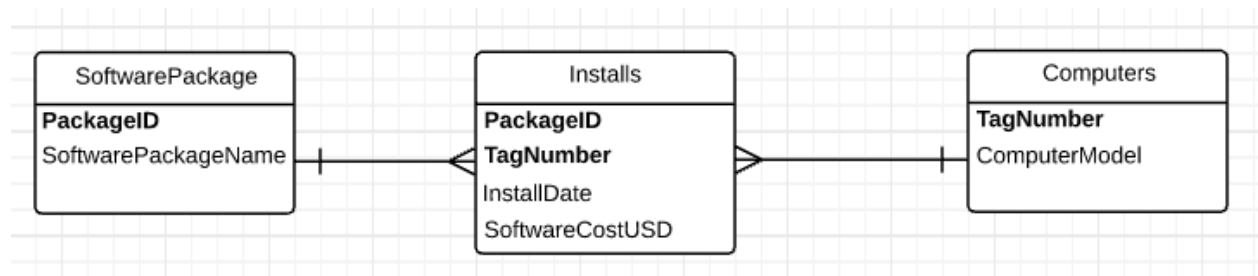 SoftwarePackage
PackageID
SoftwarePackageName
Installs
PackageID
TagNumber
InstallDate
SoftwareCostUSD
Computers
TagNumber
ComputerModel